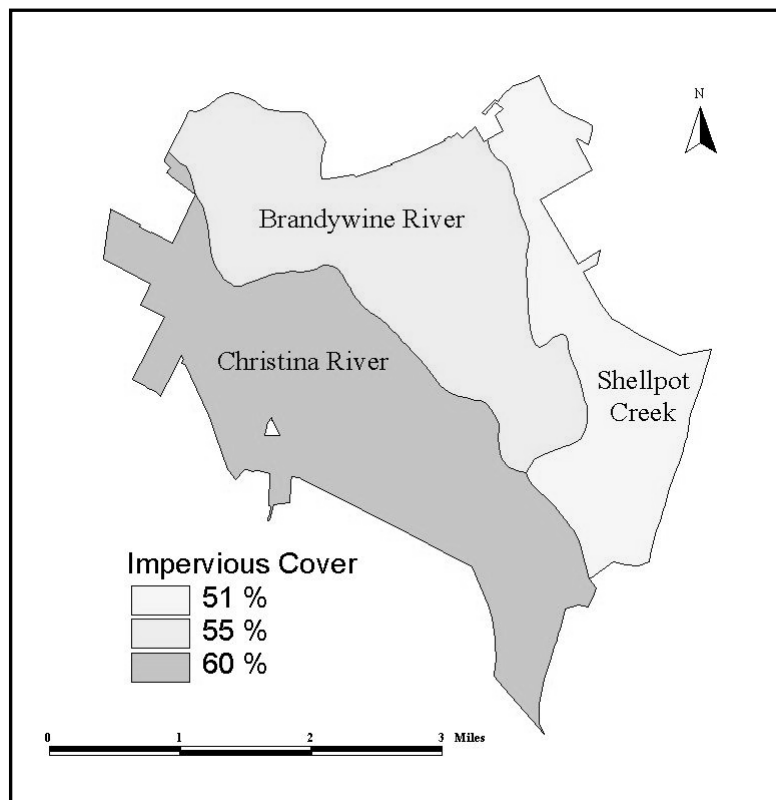 N
Brandywine River
Christina River
Shellpot
Creek
Impervious Cover
51 %
55 %
60 %
0 1 2 3 Miles